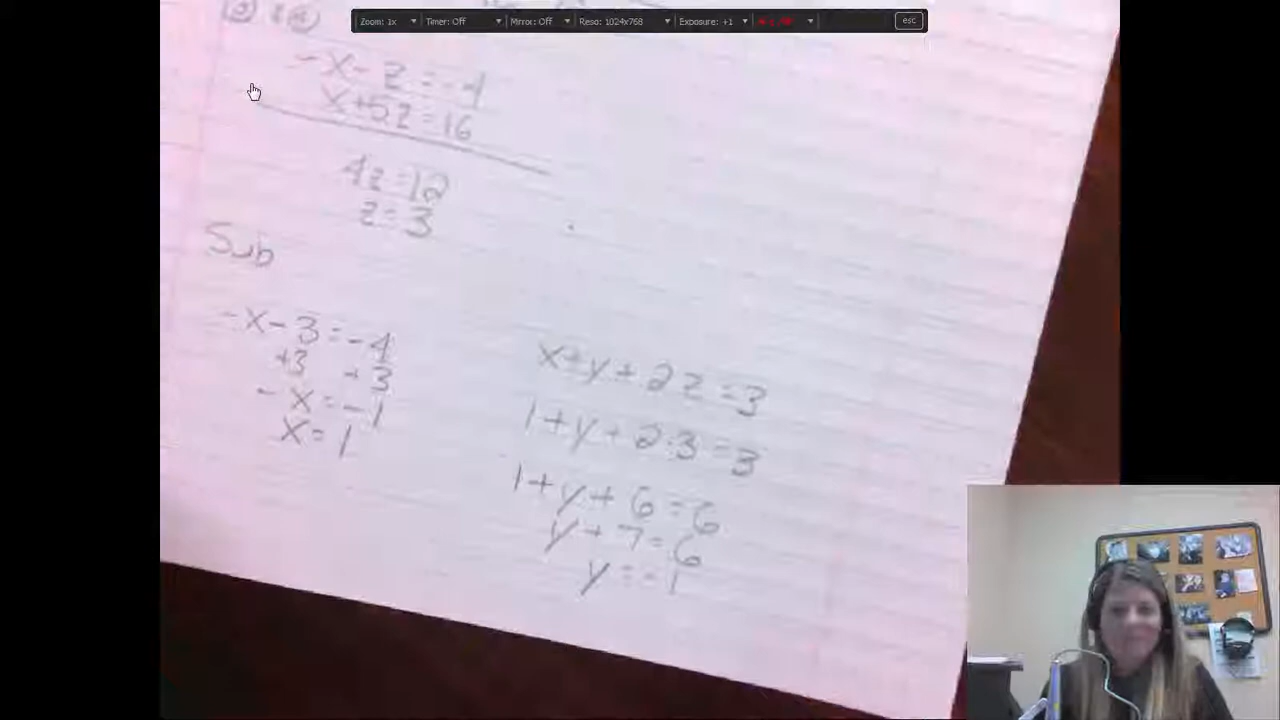 Zoom: 1x Timer: Off Mirror: Off Reso: 1024x768 Exposure: +1 esc
-x - z = -4
x + 5z = 16
4z = 12
z = 3
Sub
-x - 3 = -4
+3 +3
-x = -1
x = 1
x + y + 2z = 3
1 + y + 2·3 = 3
1 + y + 6 = 6
y + 7 = 6
y = -1